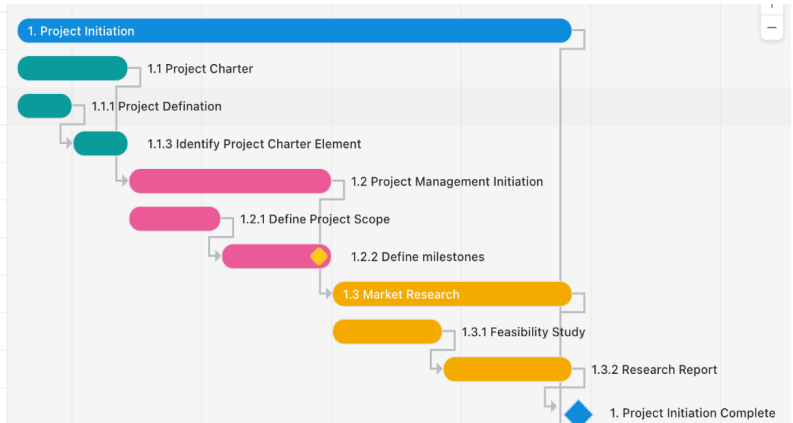 1. Project Initiation
1.1 Project Charter
1.1.1 Project Defination
1.1.3 Identify Project Charter Element
1.2 Project Management Initiation
1.2.1 Define Project Scope
1.2.2 Define milestones
1.3 Market Research
1.3.1 Feasibility Study
1.3.2 Research Report
1. Project Initiation Complete